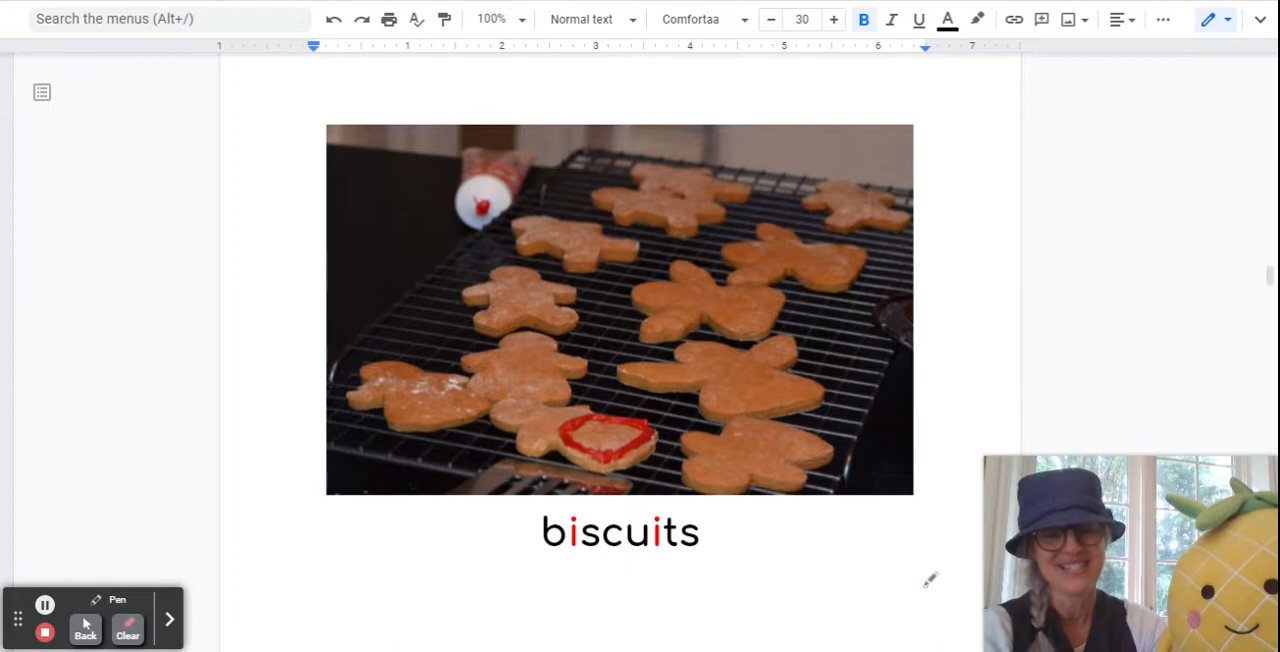 Search the menus (Alt+/)
100%
Normal text
Comfortaa
30
B I U A
1 1 2 3 4 5 6 7
biscuits
Pen
Back
Clear